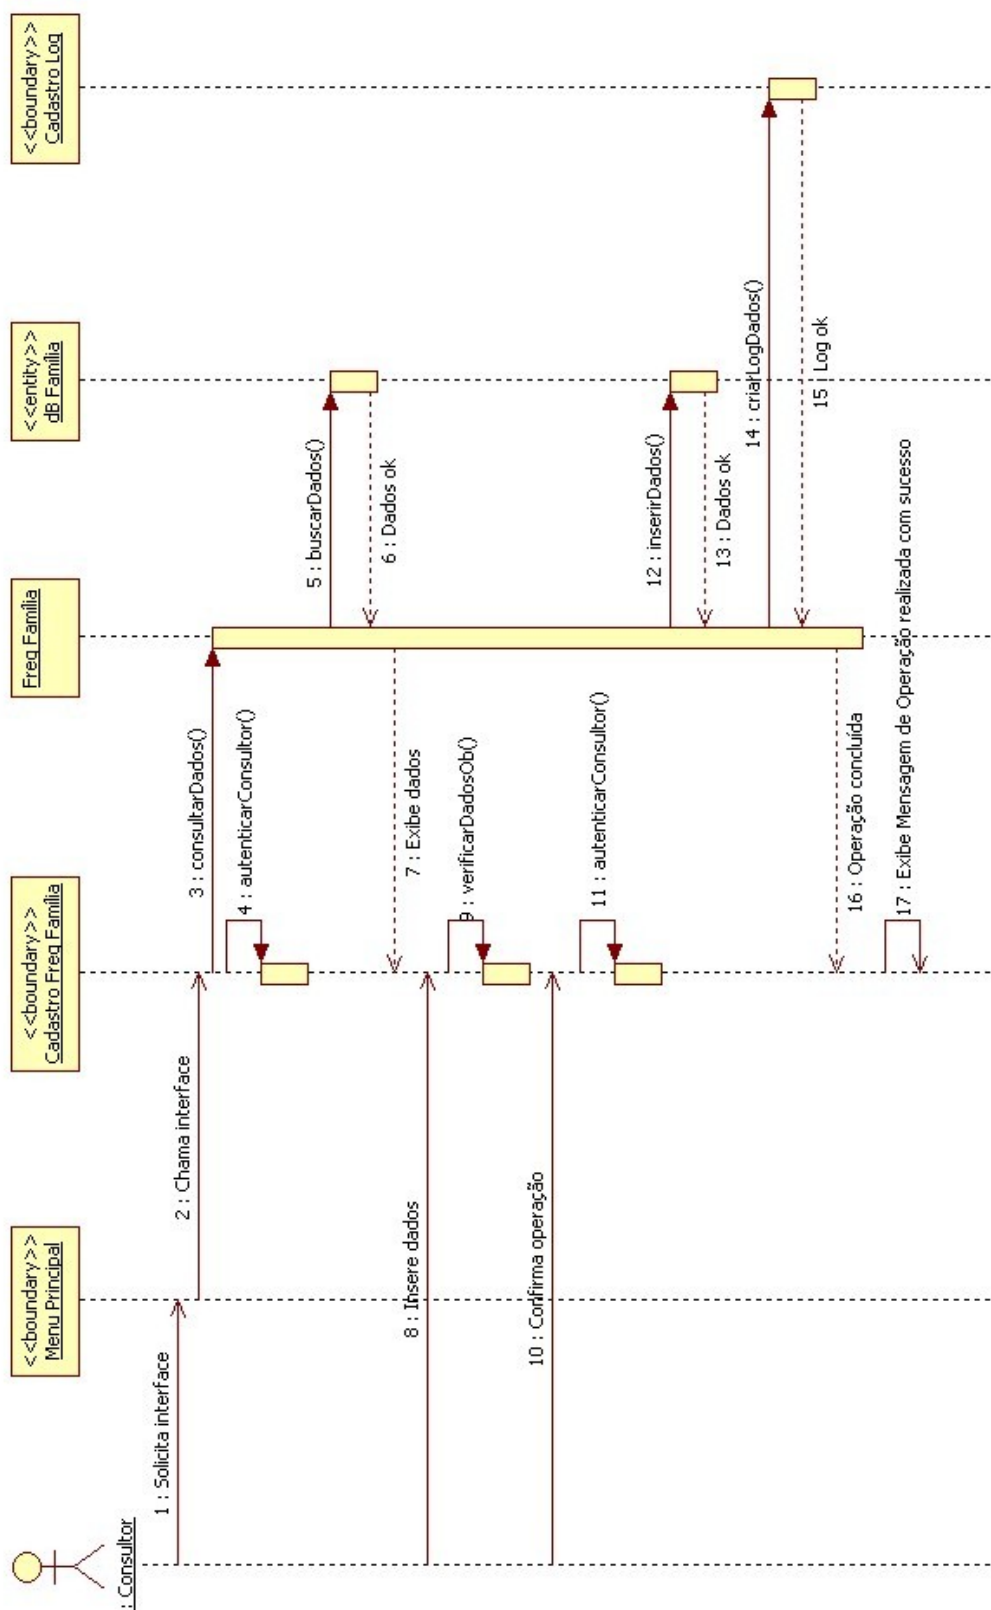 : Consultor
<<boundary>>
Menu Principal
<<boundary>>
Cadastro Freq Família
Freq Família
<<entity>>
dB Família
<<boundary>>
Cadastro Log
1 : Solicita interface
2 : Chama interface
3 : consultarDados()
4 : autenticarConsultor()
5 : buscarDados()
6 : Dados ok
7 : Exibe dados
8 : Insere dados
9 : verificarDadosOb()
10 : Confirma operação
11 : autenticarConsultor()
12 : inserirDados()
13 : Dados ok
14 : criarLogDados()
15 : Log ok
16 : Operação concluída
17 : Exibe Mensagem de Operação realizada com sucesso